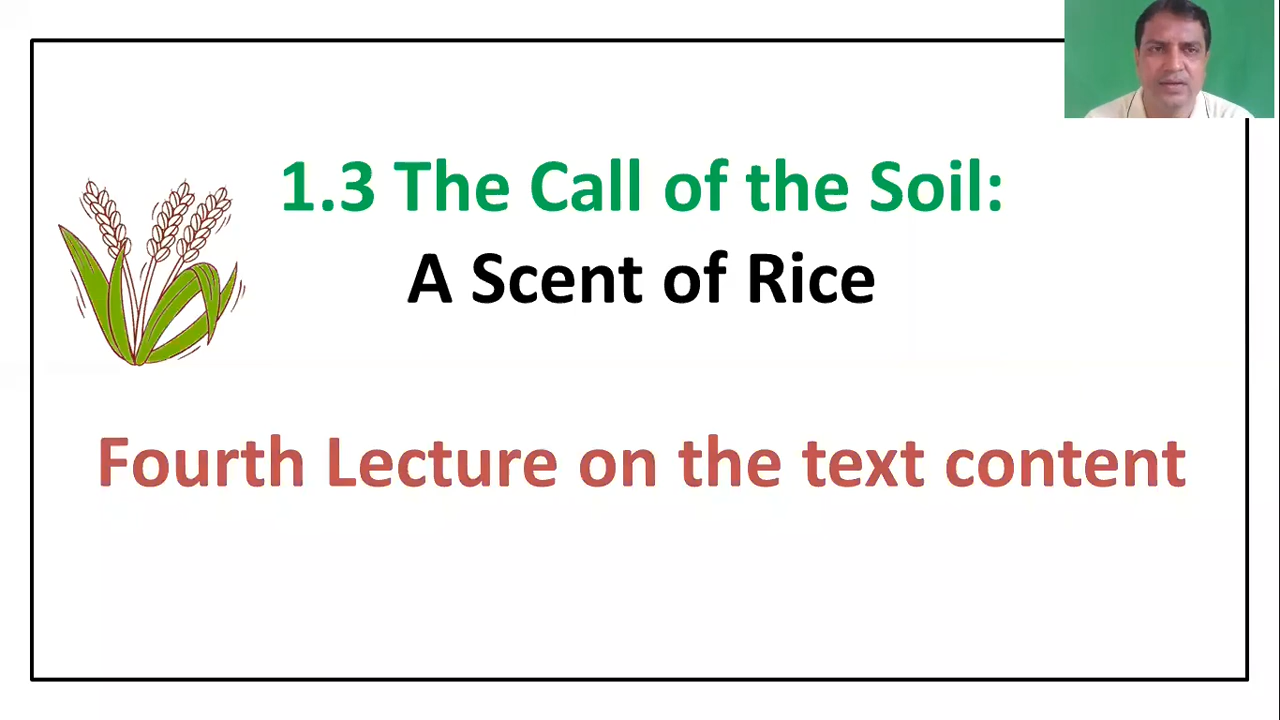 1.3 The Call of the Soil:
A Scent of Rice
Fourth Lecture on the text content